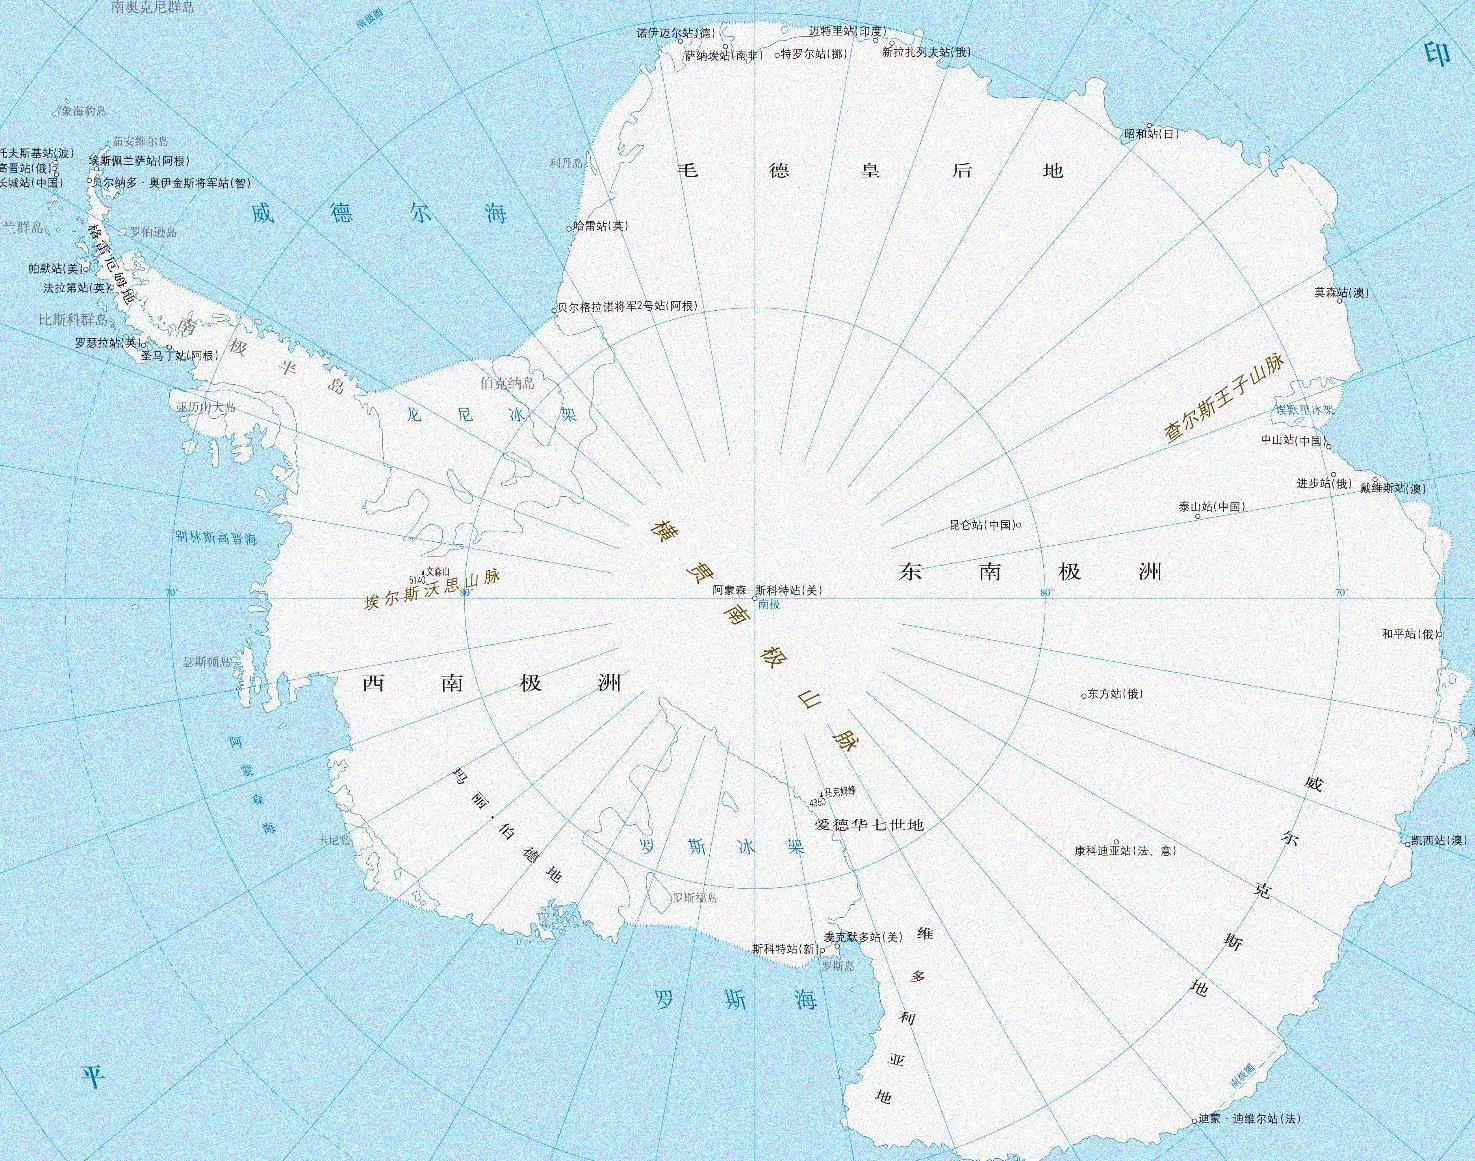 南奥克尼群岛
南极圈
诺伊迈尔站(德)
迈特里站(印度)
萨纳埃站(南非)
特罗尔站(挪)
新拉扎列夫站(俄)
印
象海豹岛
昭和站(日)
茹安维尔岛
托夫斯基站(波)
埃斯佩兰萨站(阿根)
高晋站(俄)
长城站(中国)
贝尔纳多·奥伊金斯将军站(智)
利丹岛
毛德皇后地
威德尔海
兰群岛
罗伯逊岛
哈雷站(英)
格雷厄姆地
帕默站(美)
法拉第站(英)
莫森站(澳)
贝尔格拉诺将军2号站(阿根)
比斯科群岛
南极半岛
罗瑟拉站(英)
圣马丁站(阿根)
伯克纳岛
查尔斯王子山脉
亚历山大岛
龙尼冰架
埃默里冰架
中山站(中国)
进步站(俄)
戴维斯站(澳)
泰山站(中国)
昆仑站(中国)
别林斯高晋海
横贯南极山脉
文森山
5140
埃尔斯沃思山脉
东南极洲
阿蒙森 斯科特站(美)
南极
70°
80°
80°
70°
和平站(俄)
瑟斯顿岛
西南极洲
东方站(俄)
阿蒙森海
玛丽·伯德地
马克姆峰
4350
威尔克斯地
爱德华七世地
卡尼岛
罗斯冰架
康科迪亚站(法、意)
凯西站(澳)
罗斯福岛
麦克默多站(美)
斯科特站(新)
罗斯岛
维多利亚地
罗斯海
平
南极圈
迪蒙·迪维尔站(法)